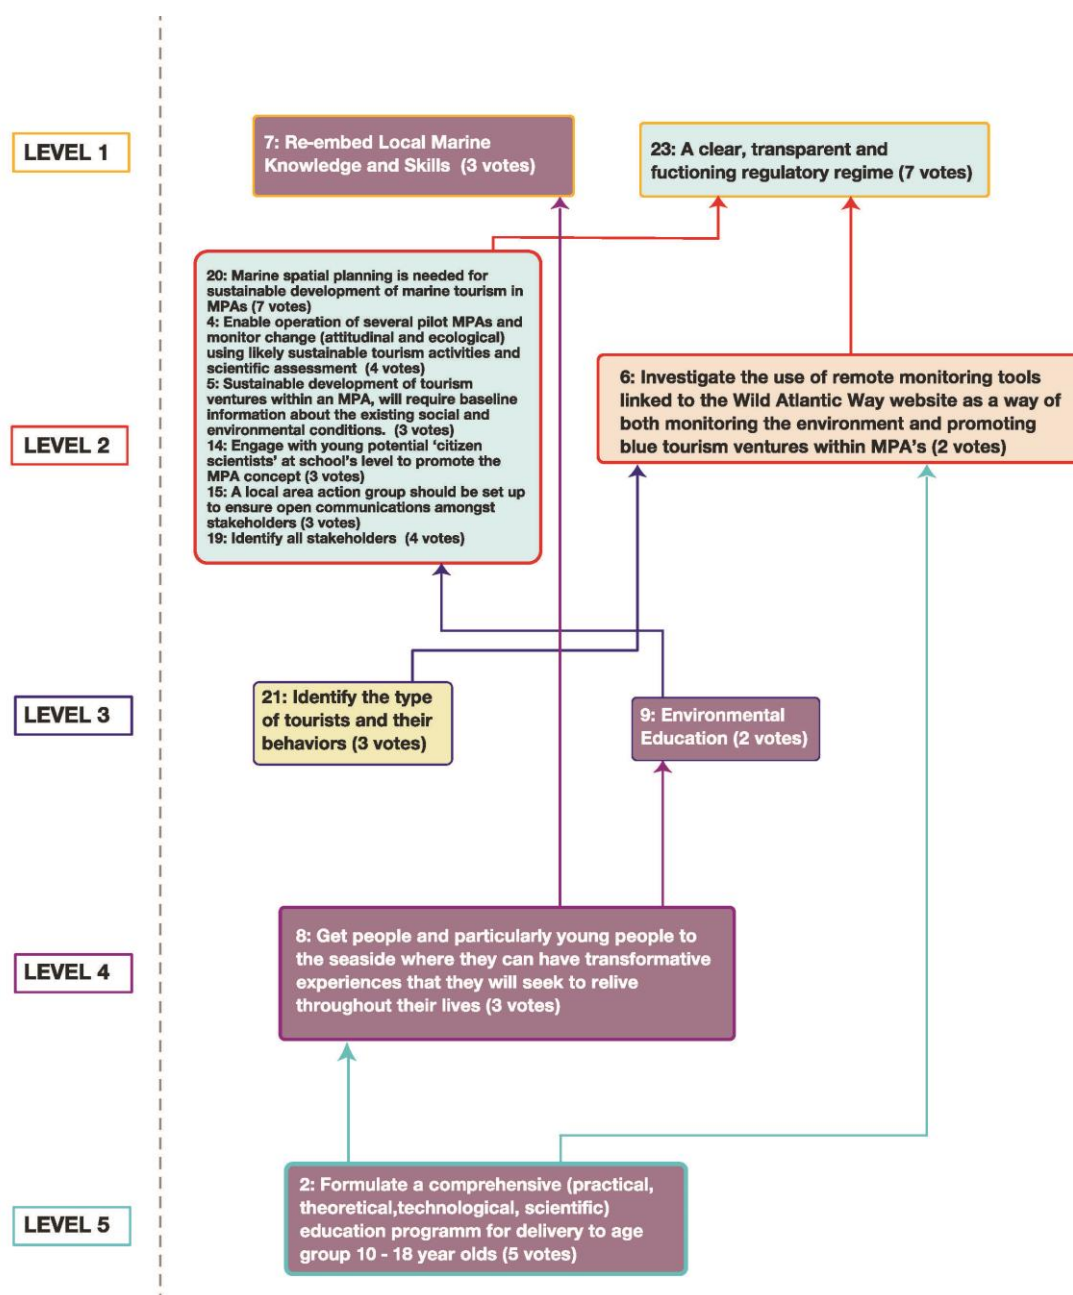 LEVEL 1
7: Re-embed Local Marine
Knowledge and Skills (3 votes)
23: A clear, transparent and
fuctioning regulatory regime (7 votes)
LEVEL 2
20: Marine spatial planning is needed for
sustainable development of marine tourism in
MPAs (7 votes)
4: Enable operation of several pilot MPAs and
monitor change (attitudinal and ecological)
using likely sustainable tourism activities and
scientific assessment (4 votes)
5: Sustainable development of tourism
ventures within an MPA, will require baseline
information about the existing social and
environmental conditions. (3 votes)
14: Engage with young potential ‘citizen
scientists’ at school’s level to promote the
MPA concept (3 votes)
15: A local area action group should be set up
to ensure open communications amongst
stakeholders (3 votes)
19: Identify all stakeholders (4 votes)
6: Investigate the use of remote monitoring tools
linked to the Wild Atlantic Way website as a way of
both monitoring the environment and promoting
blue tourism ventures within MPA’s (2 votes)
LEVEL 3
21: Identify the type
of tourists and their
behaviors (3 votes)
9: Environmental
Education (2 votes)
LEVEL 4
8: Get people and particularly young people to
the seaside where they can have transformative
experiences that they will seek to relive
throughout their lives (3 votes)
LEVEL 5
2: Formulate a comprehensive (practical,
theoretical,technological, scientific)
education programm for delivery to age
group 10 - 18 year olds (5 votes)